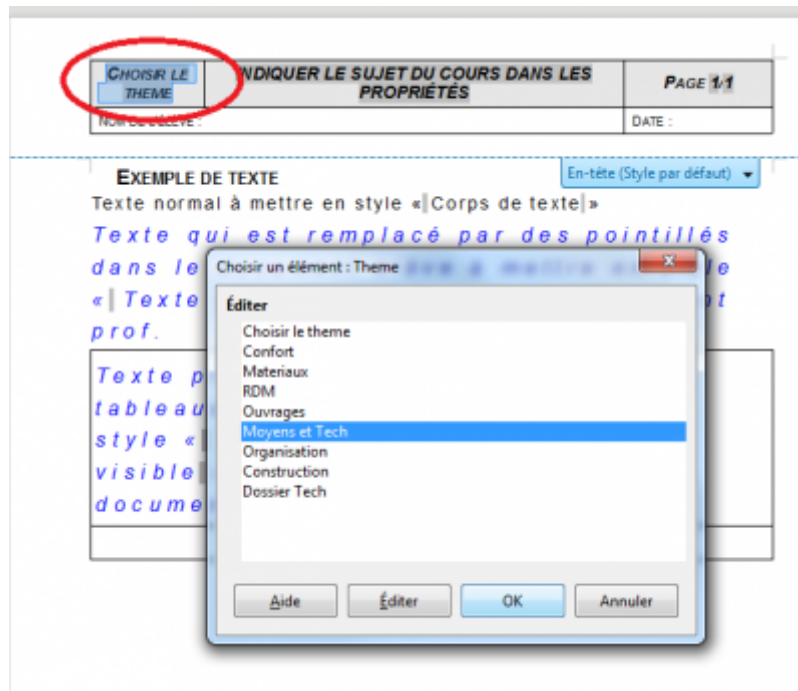 CHOISIR LE THEME
INDIQUER LE SUJET DU COURS DANS LES PROPRIÉTÉS
PAGE 1/1
NOM DE L'ÉLÈVE :
DATE :
EXEMPLE DE TEXTE
En-tête (Style par défaut)
Texte normal à mettre en style « Corps de texte »
Texte qui est remplacé par des pointillés
dans le
« Texte
prof.
Texte
tableau
style «
visible
docume
Choisir un élément : Theme
Éditer
Choisir le theme
Confort
Materiaux
RDM
Ouvrages
Moyens et Tech
Organisation
Construction
Dossier Tech
Aide
Éditer
OK
Annuler